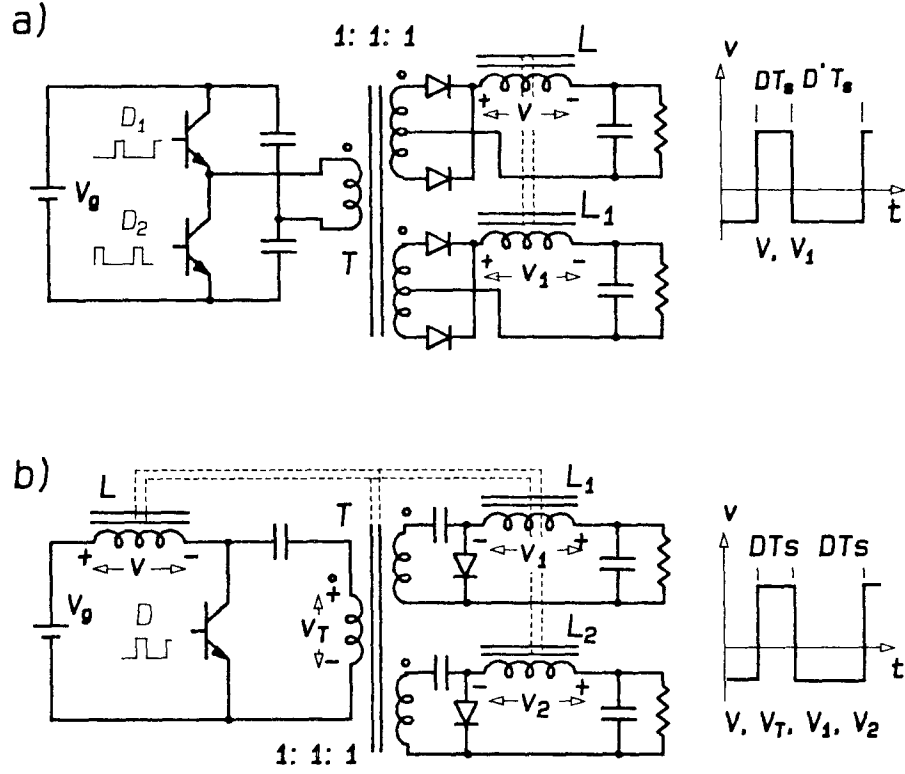 a)
1: 1: 1
L
D₁
+ V -
Vg
D₂
T
L₁
+ V₁ -
v
DTs D'Ts
t
V, V₁
b)
L
+ V -
Vg
D
T
+
VT
-
1: 1: 1
L₁
- V₁ +
L₂
- V₂ +
v
DTs DTs
t
V, VT, V₁, V₂